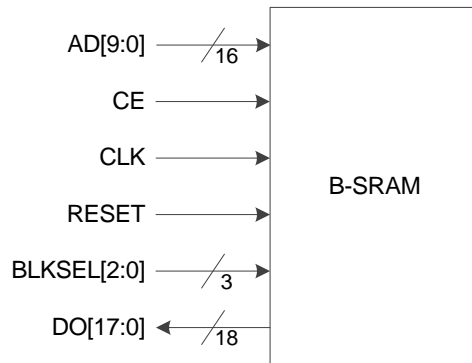 AD[9:0]
16
CE
CLK
B-SRAM
RESET
BLKSEL[2:0]
3
DO[17:0]
18